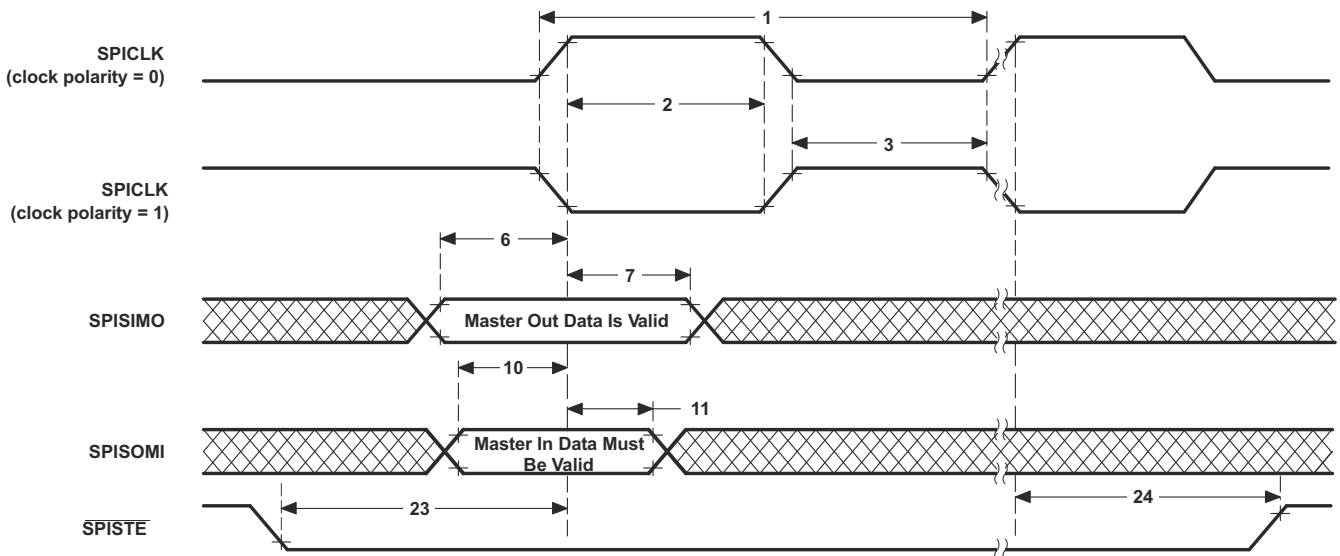 1
SPICLK
(clock polarity = 0)
2
3
SPICLK
(clock polarity = 1)
6
7
SPISIMO
Master Out Data Is Valid
10
11
SPISOMI
Master In Data Must
Be Valid
23
24
SPISTE